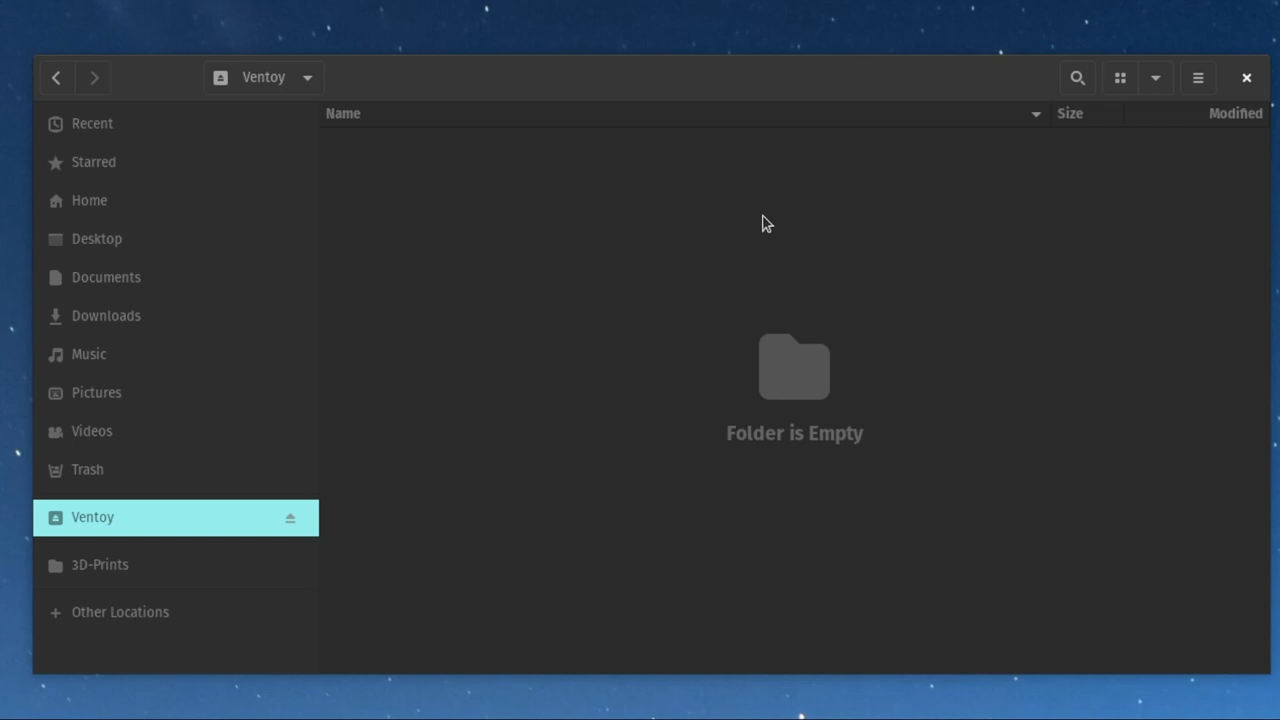 Ventoy
Name Size Modified
Recent
Starred
Home
Desktop
Documents
Downloads
Music
Pictures
Videos
Trash
Ventoy
3D-Prints
Other Locations
Folder is Empty